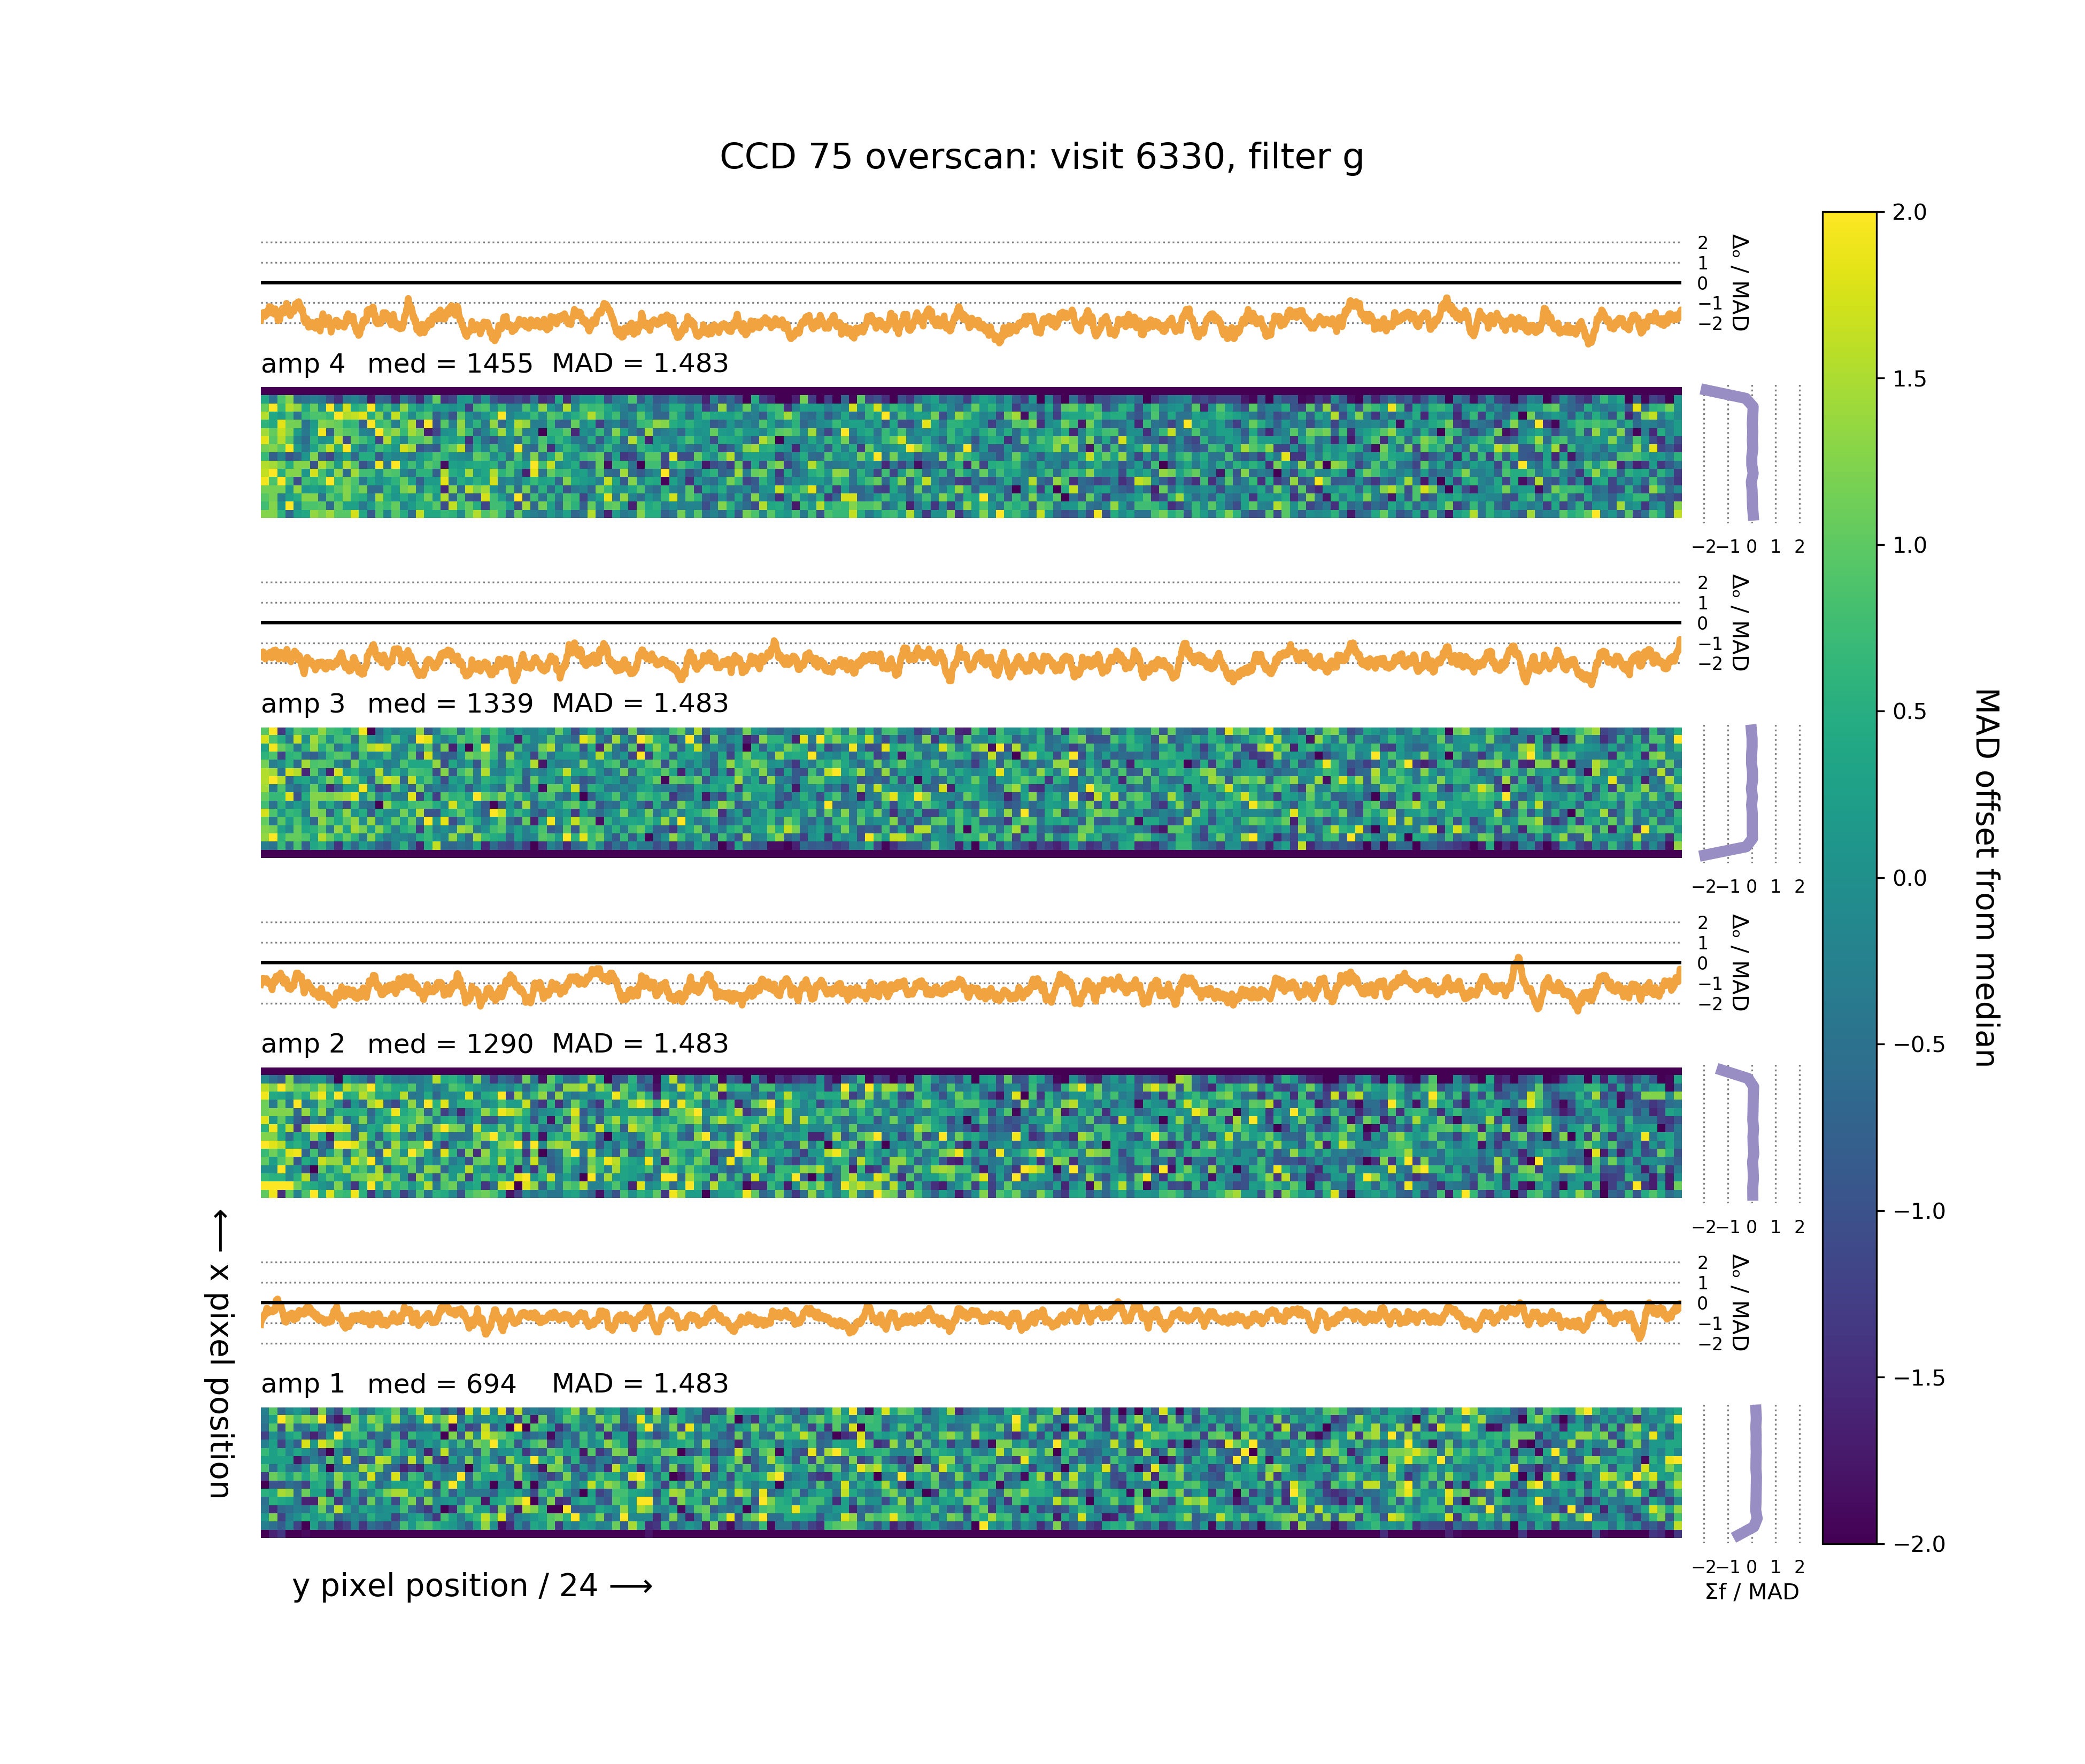 CCD 75 overscan: visit 6330, filter g
2
1
0
−1
−2
Δₒ / MAD
amp 4 med = 1455 MAD = 1.483
−2 −1 0 1 2
2
1
0
−1
−2
Δₒ / MAD
amp 3 med = 1339 MAD = 1.483
−2 −1 0 1 2
2
1
0
−1
−2
Δₒ / MAD
amp 2 med = 1290 MAD = 1.483
−2 −1 0 1 2
2
1
0
−1
−2
Δₒ / MAD
amp 1 med = 694 MAD = 1.483
−2 −1 0 1 2
Σf / MAD
x pixel position ⟶
y pixel position / 24 ⟶
2.0
1.5
1.0
0.5
0.0
−0.5
−1.0
−1.5
−2.0
MAD offset from median